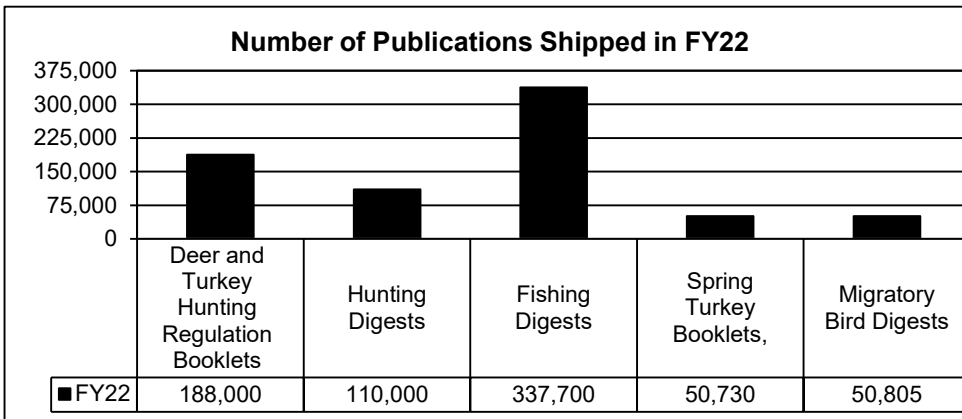 Number of Publications Shipped in FY22
375,000
300,000
225,000
150,000
75,000
0
Deer and
Turkey
Hunting
Regulation
Booklets
Hunting
Digests
Fishing
Digests
Spring
Turkey
Booklets,
Migratory
Bird Digests
FY22 188,000 110,000 337,700 50,730 50,805